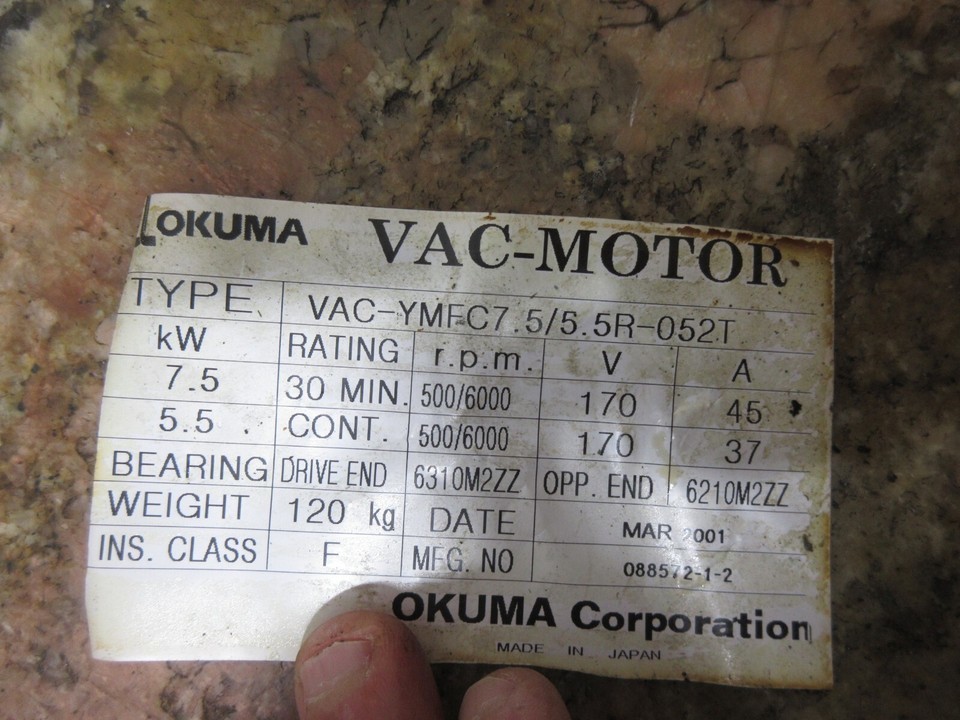 OKUMA VAC-MOTOR
TYPE VAC-YMFC7.5/5.5R-052T
kW RATING r.p.m. V A
7.5 30 MIN. 500/6000 170 45
5.5 CONT. 500/6000 170 37
BEARING DRIVE END 6310M2ZZ OPP. END 6210M2ZZ
WEIGHT 120 kg DATE MAR 2001
INS. CLASS F MFG. NO 088572-1-2
OKUMA Corporation
MADE IN JAPAN